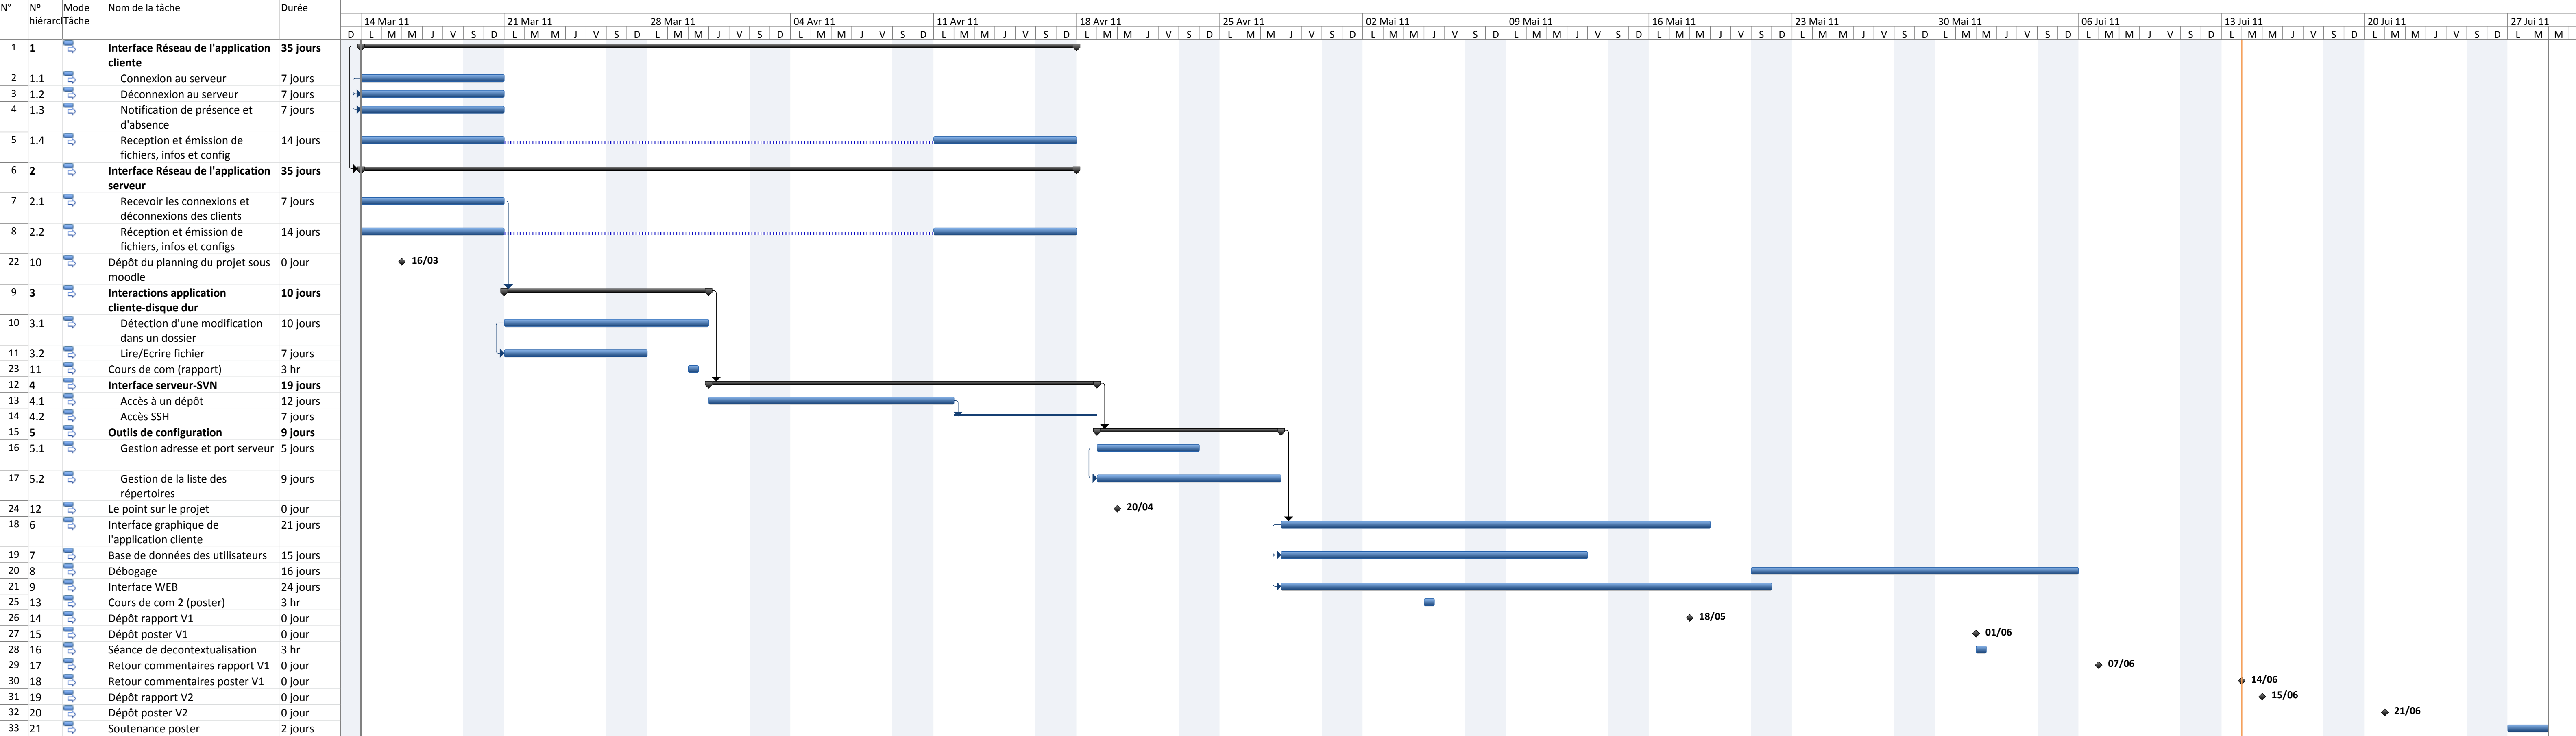 N° Nº hiérarcl Mode Tâche Nom de la tâche Durée
14 Mar 11 21 Mar 11 28 Mar 11 04 Avr 11 11 Avr 11 18 Avr 11 25 Avr 11 02 Mai 11 09 Mai 11 16 Mai 11 23 Mai 11 30 Mai 11 06 Jui 11 13 Jui 11 20 Jui 11 27 Jui 11
D L M M J V S D L M M J V S D L M M J V S D L M M J V S D L M M J V S D L M M J V S D L M M J V S D L M M J V S D L M M J V S D L M M J V S D L M M J V S D L M M J V S D L M M J V S D L M M J V S D L M M J V S D L M M
1 1 Interface Réseau de l'application 35 jours
cliente
2 1.1 Connexion au serveur 7 jours
3 1.2 Déconnexion au serveur 7 jours
4 1.3 Notification de présence et 7 jours
d'absence
5 1.4 Reception et émission de 14 jours
fichiers, infos et config
6 2 Interface Réseau de l'application 35 jours
serveur
7 2.1 Recevoir les connexions et 7 jours
déconnexions des clients
8 2.2 Réception et émission de 14 jours
fichiers, infos et configs
22 10 Dépôt du planning du projet sous 0 jour 16/03
moodle
9 3 Interactions application 10 jours
cliente-disque dur
10 3.1 Détection d'une modification 10 jours
dans un dossier
11 3.2 Lire/Ecrire fichier 7 jours
23 11 Cours de com (rapport) 3 hr
12 4 Interface serveur-SVN 19 jours
13 4.1 Accès à un dépôt 12 jours
14 4.2 Accès SSH 7 jours
15 5 Outils de configuration 9 jours
16 5.1 Gestion adresse et port serveur 5 jours
17 5.2 Gestion de la liste des 9 jours
répertoires
24 12 Le point sur le projet 0 jour 20/04
18 6 Interface graphique de 21 jours
l'application cliente
19 7 Base de données des utilisateurs 15 jours
20 8 Débogage 16 jours
21 9 Interface WEB 24 jours
25 13 Cours de com 2 (poster) 3 hr
26 14 Dépôt rapport V1 0 jour 18/05
27 15 Dépôt poster V1 0 jour 01/06
28 16 Séance de decontextualisation 3 hr
29 17 Retour commentaires rapport V1 0 jour 07/06
30 18 Retour commentaires poster V1 0 jour 14/06
31 19 Dépôt rapport V2 0 jour 15/06
32 20 Dépôt poster V2 0 jour 21/06
33 21 Soutenance poster 2 jours